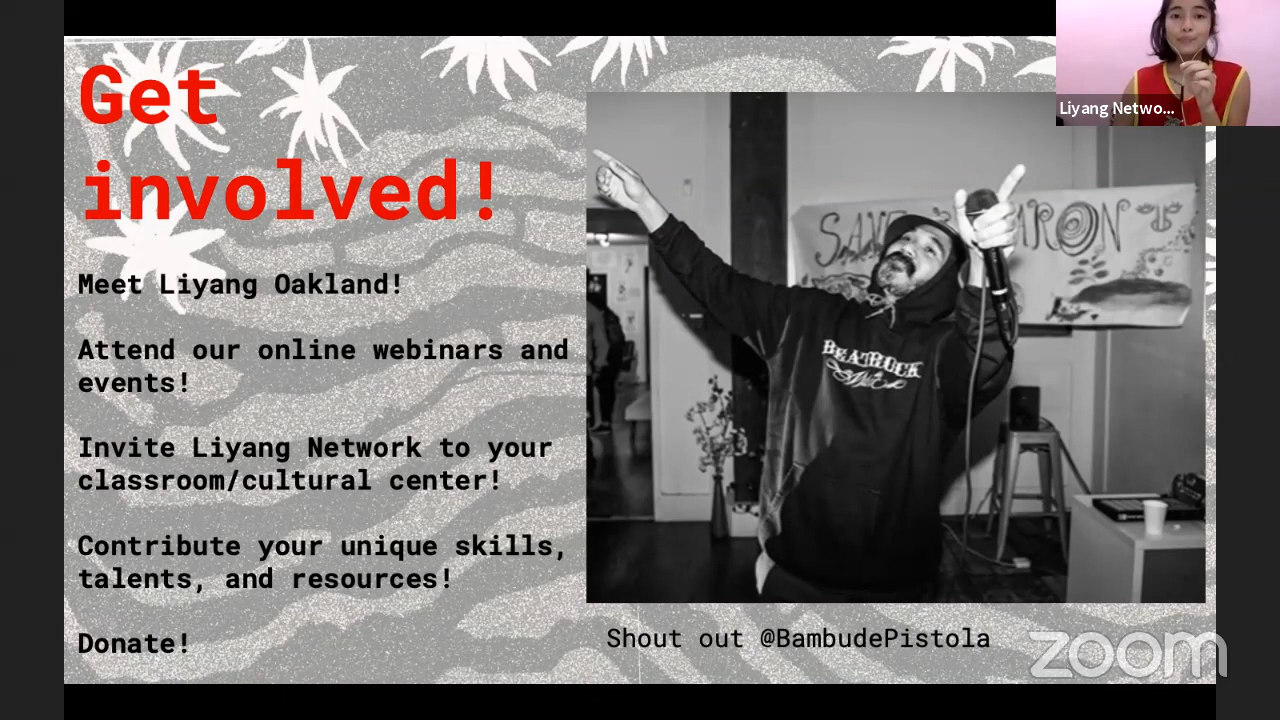 Get
involved!
Meet Liyang Oakland!
Attend our online webinars and
events!
Invite Liyang Network to your
classroom/cultural center!
Contribute your unique skills,
talents, and resources!
Donate!
Liyang Netwo...
BEATROCK
Shout out @BambudePistola
zoom